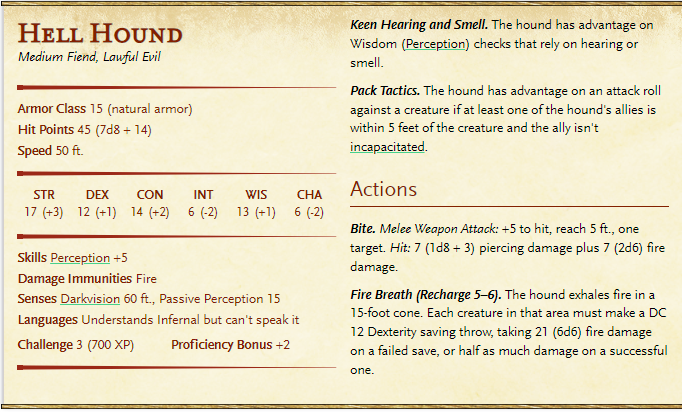 Hell Hound
Medium Fiend, Lawful Evil
Armor Class 15 (natural armor)
Hit Points 45 (7d8 + 14)
Speed 50 ft.
STR DEX CON INT WIS CHA
17 (+3) 12 (+1) 14 (+2) 6 (-2) 13 (+1) 6 (-2)
Skills Perception +5
Damage Immunities Fire
Senses Darkvision 60 ft., Passive Perception 15
Languages Understands Infernal but can't speak it
Challenge 3 (700 XP) Proficiency Bonus +2
Keen Hearing and Smell. The hound has advantage on
Wisdom (Perception) checks that rely on hearing or
smell.
Pack Tactics. The hound has advantage on an attack roll
against a creature if at least one of the hound's allies is
within 5 feet of the creature and the ally isn't
incapacitated.
Actions
Bite. Melee Weapon Attack: +5 to hit, reach 5 ft., one
target. Hit: 7 (1d8 + 3) piercing damage plus 7 (2d6) fire
damage.
Fire Breath (Recharge 5–6). The hound exhales fire in a
15-foot cone. Each creature in that area must make a DC
12 Dexterity saving throw, taking 21 (6d6) fire damage
on a failed save, or half as much damage on a successful
one.